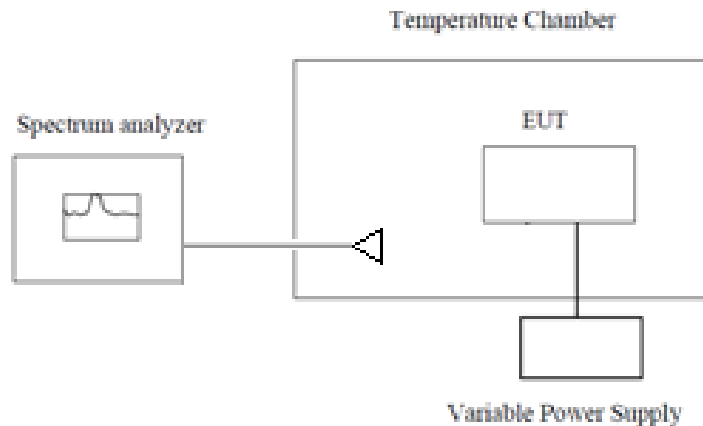 Temperature Chamber
Spectrum analyzer
EUT
Variable Power Supply